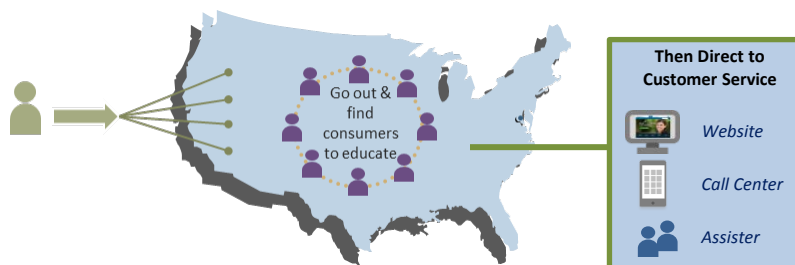 Go out &
find
consumers
to educate
Then Direct to
Customer Service
Website
Call Center
Assister